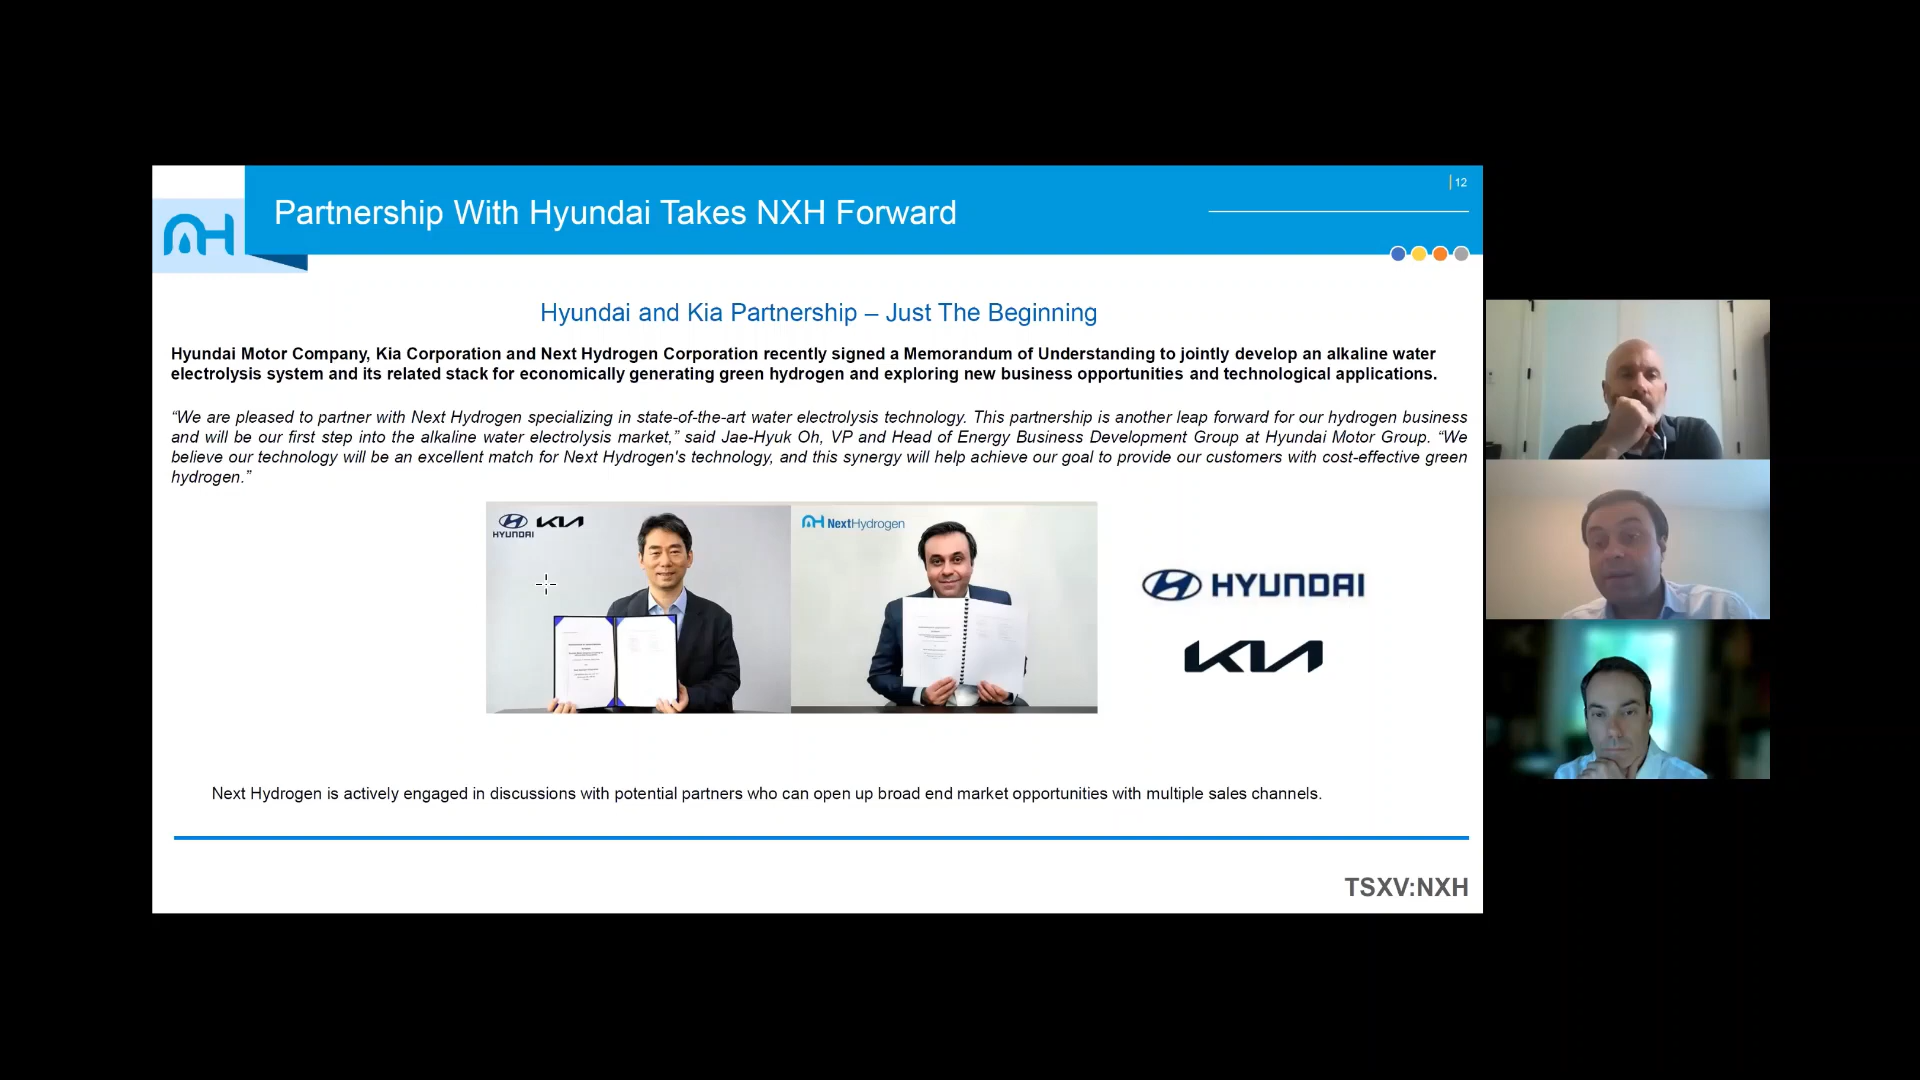 12
Partnership With Hyundai Takes NXH Forward
Hyundai and Kia Partnership – Just The Beginning
Hyundai Motor Company, Kia Corporation and Next Hydrogen Corporation recently signed a Memorandum of Understanding to jointly develop an alkaline water
electrolysis system and its related stack for economically generating green hydrogen and exploring new business opportunities and technological applications.
“We are pleased to partner with Next Hydrogen specializing in state-of-the-art water electrolysis technology. This partnership is another leap forward for our hydrogen business
and will be our first step into the alkaline water electrolysis market,” said Jae-Hyuk Oh, VP and Head of Energy Business Development Group at Hyundai Motor Group. “We
believe our technology will be an excellent match for Next Hydrogen's technology, and this synergy will help achieve our goal to provide our customers with cost-effective green
hydrogen.”
HYUNDAI KIA
NextHydrogen
HYUNDAI
KIA
Next Hydrogen is actively engaged in discussions with potential partners who can open up broad end market opportunities with multiple sales channels.
TSXV:NXH